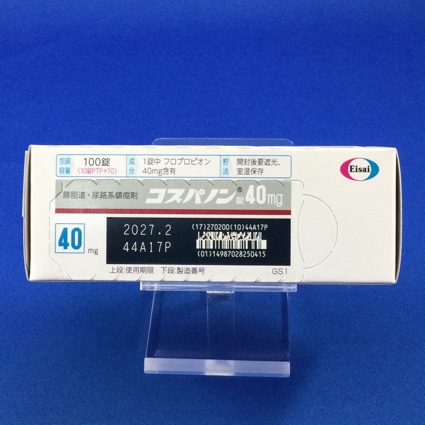 包装容量 100錠 (10錠PTP×10)
成分 1錠中 フロプロピオン 40mg含有
貯法 開封後要遮光、室温保存
Eisai
膵胆道・尿路系鎮痙剤
コスパノン®錠40mg
40 mg
2027.2
44A17P
(17)270200(10)44A17P
(01)14987028250415
上段:使用期限 下段:製造番号
GS1